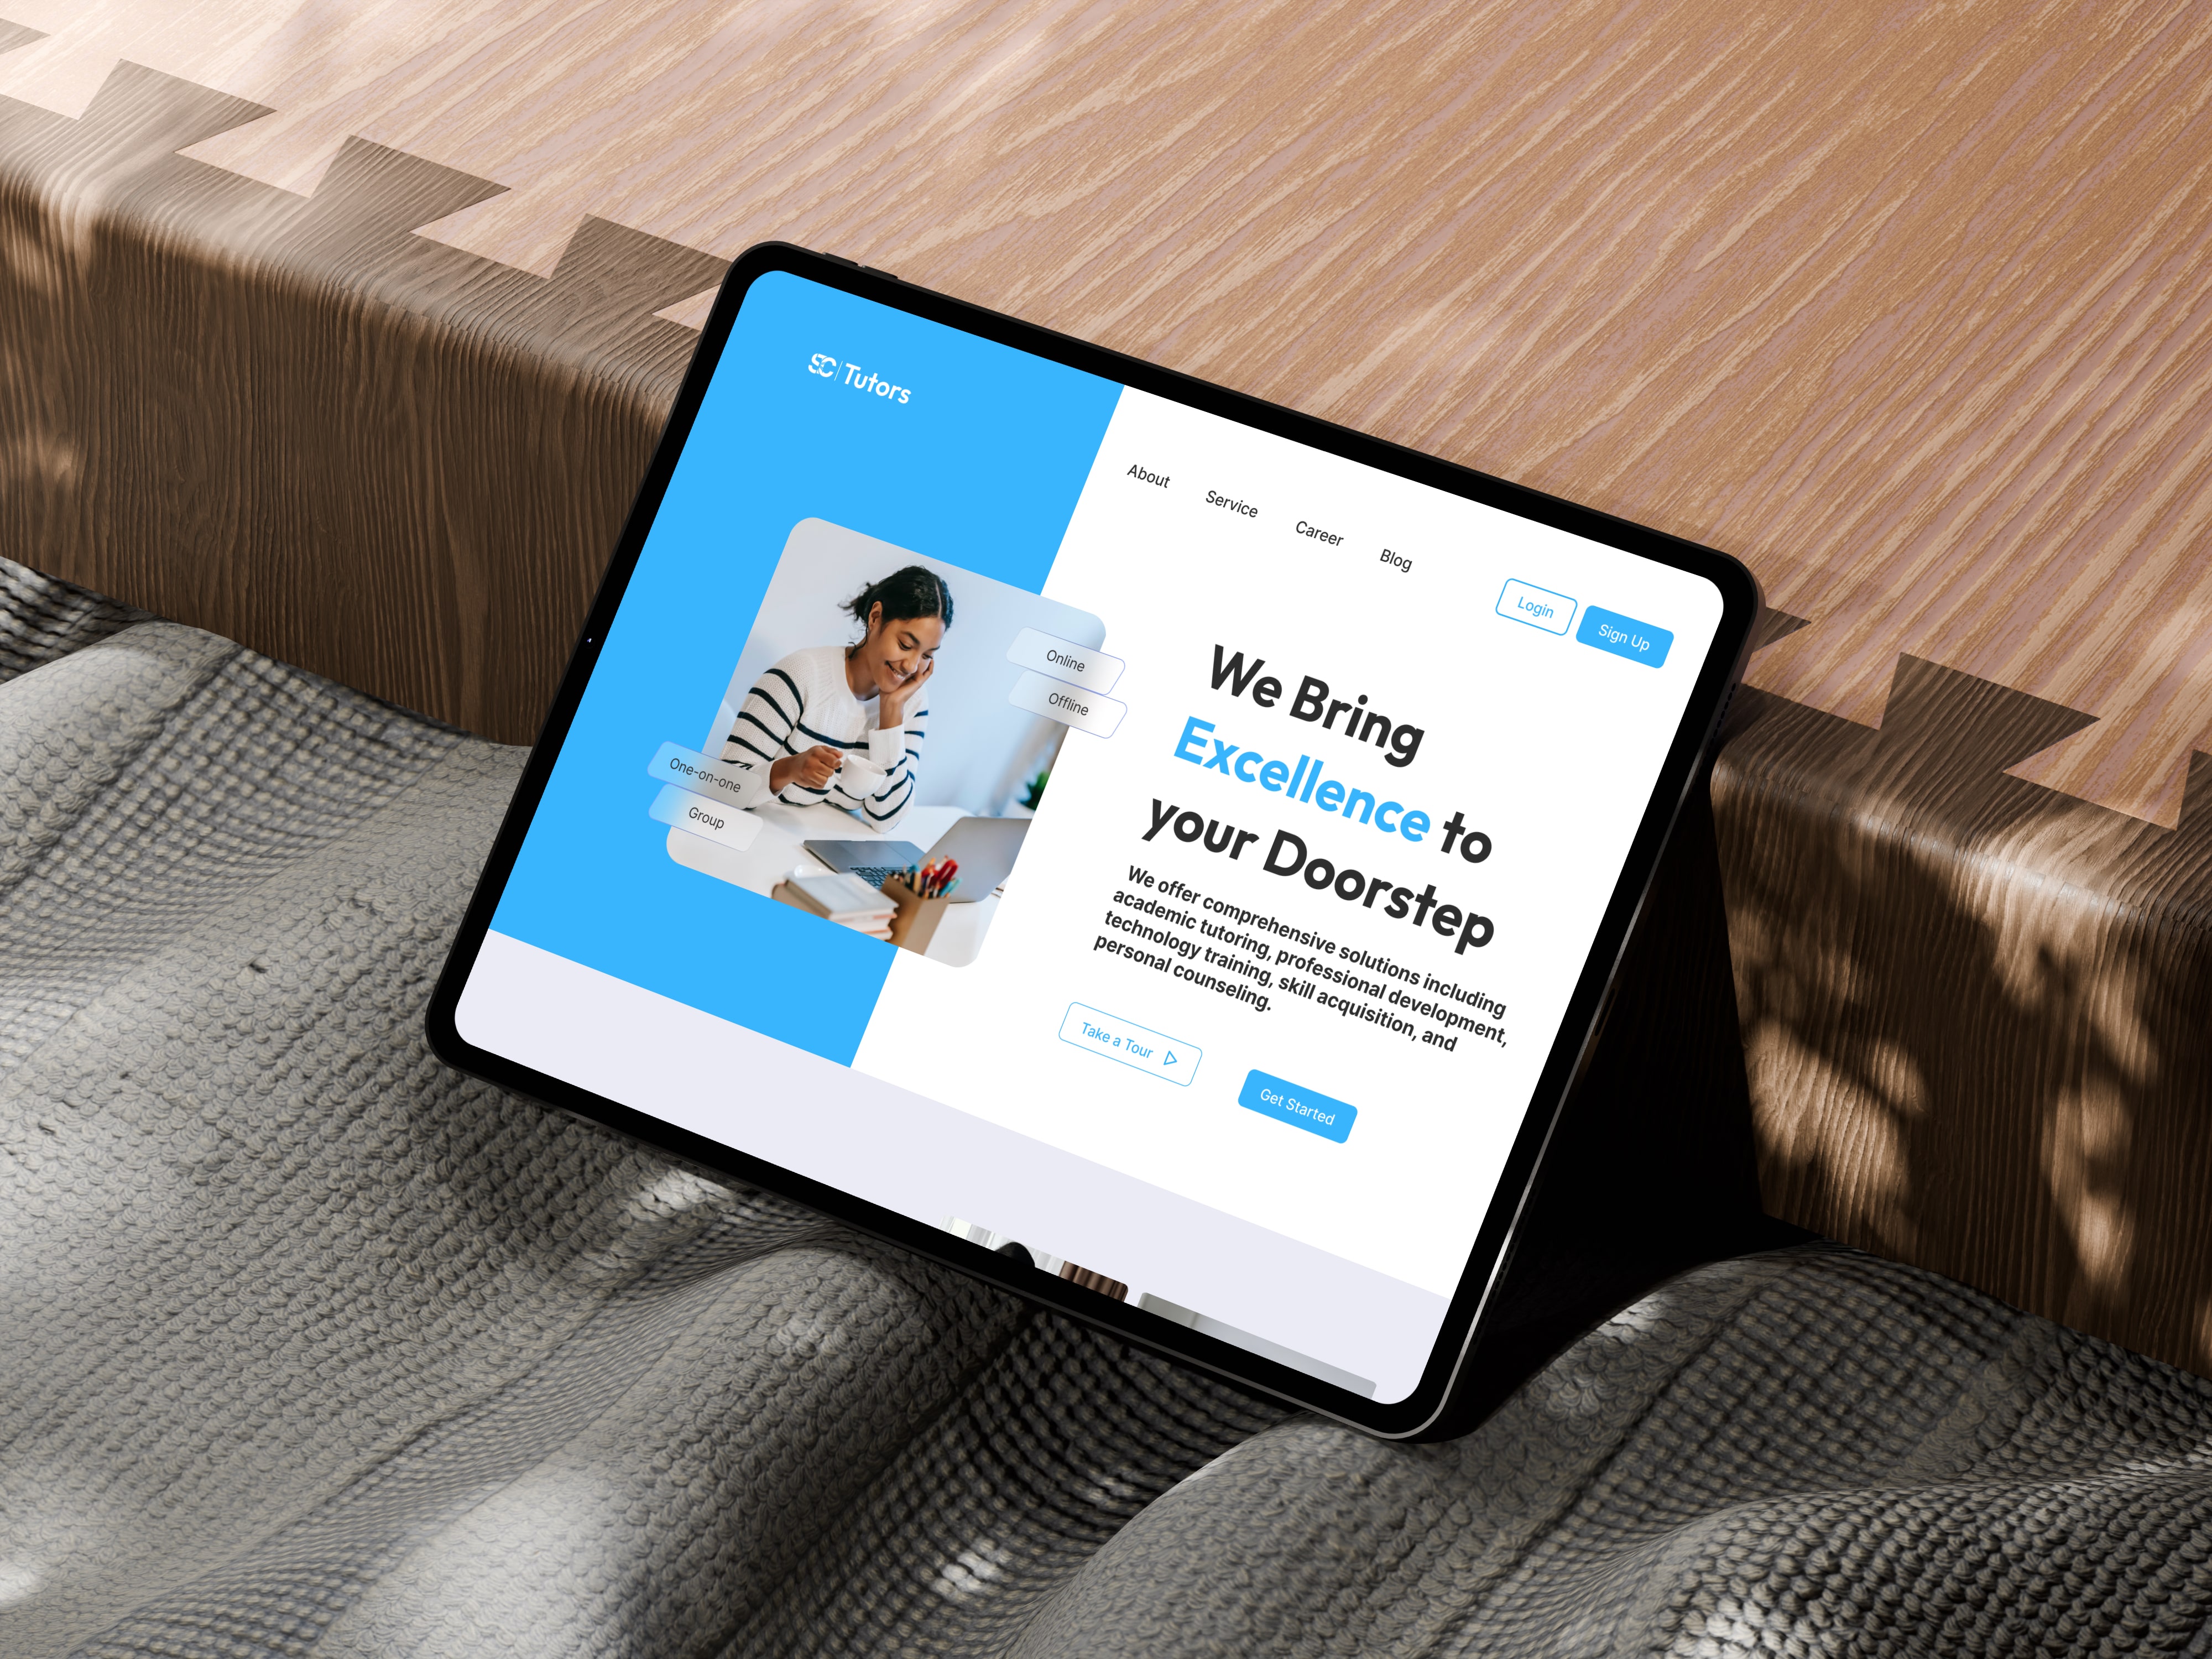 SC Tutors
About Service Career Blog
Login Sign Up
Online
Offline
One-on-one
Group
We Bring
Excellence to
your Doorstep
We offer comprehensive solutions including
academic tutoring, professional development,
technology training, skill acquisition, and
personal counseling.
Take a Tour
Get Started